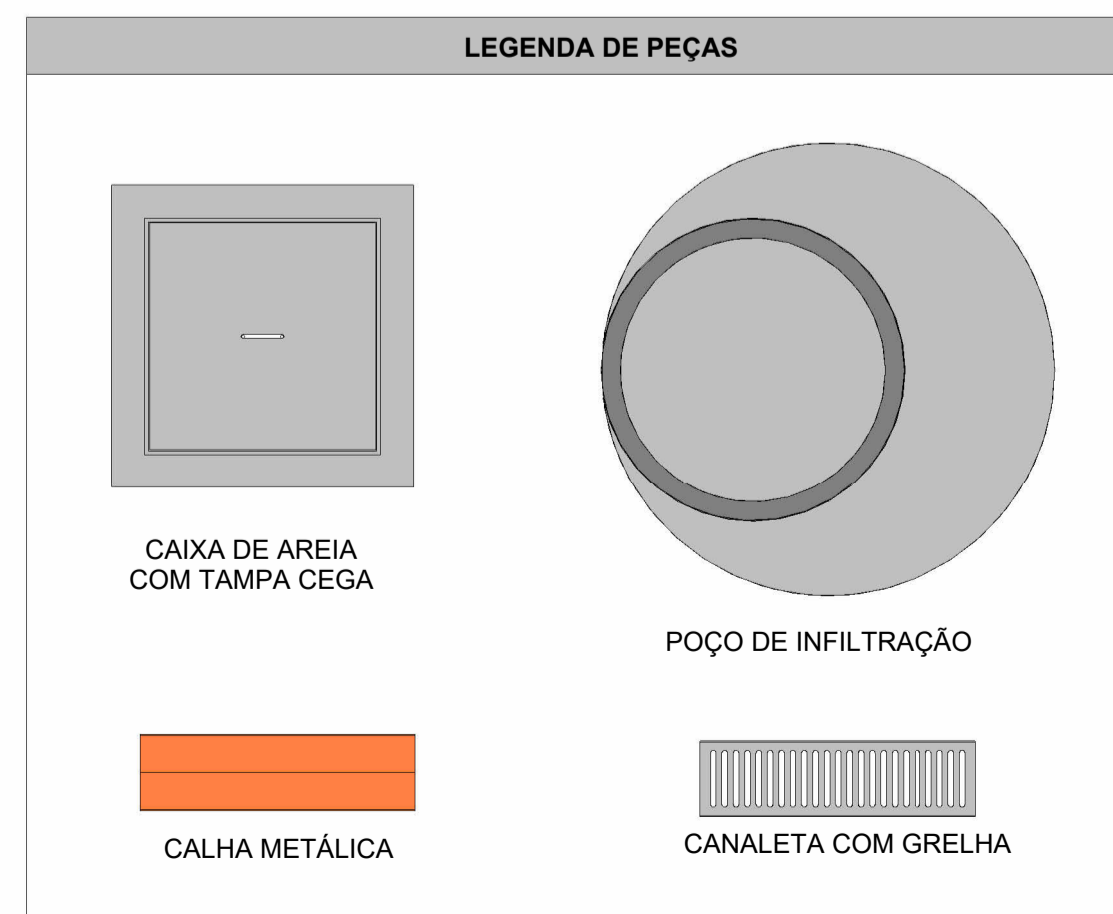 LEGENDA DE PEÇAS
CAIXA DE AREIA
COM TAMPA CEGA
POÇO DE INFILTRAÇÃO
CALHA METÁLICA
CANALETA COM GRELHA